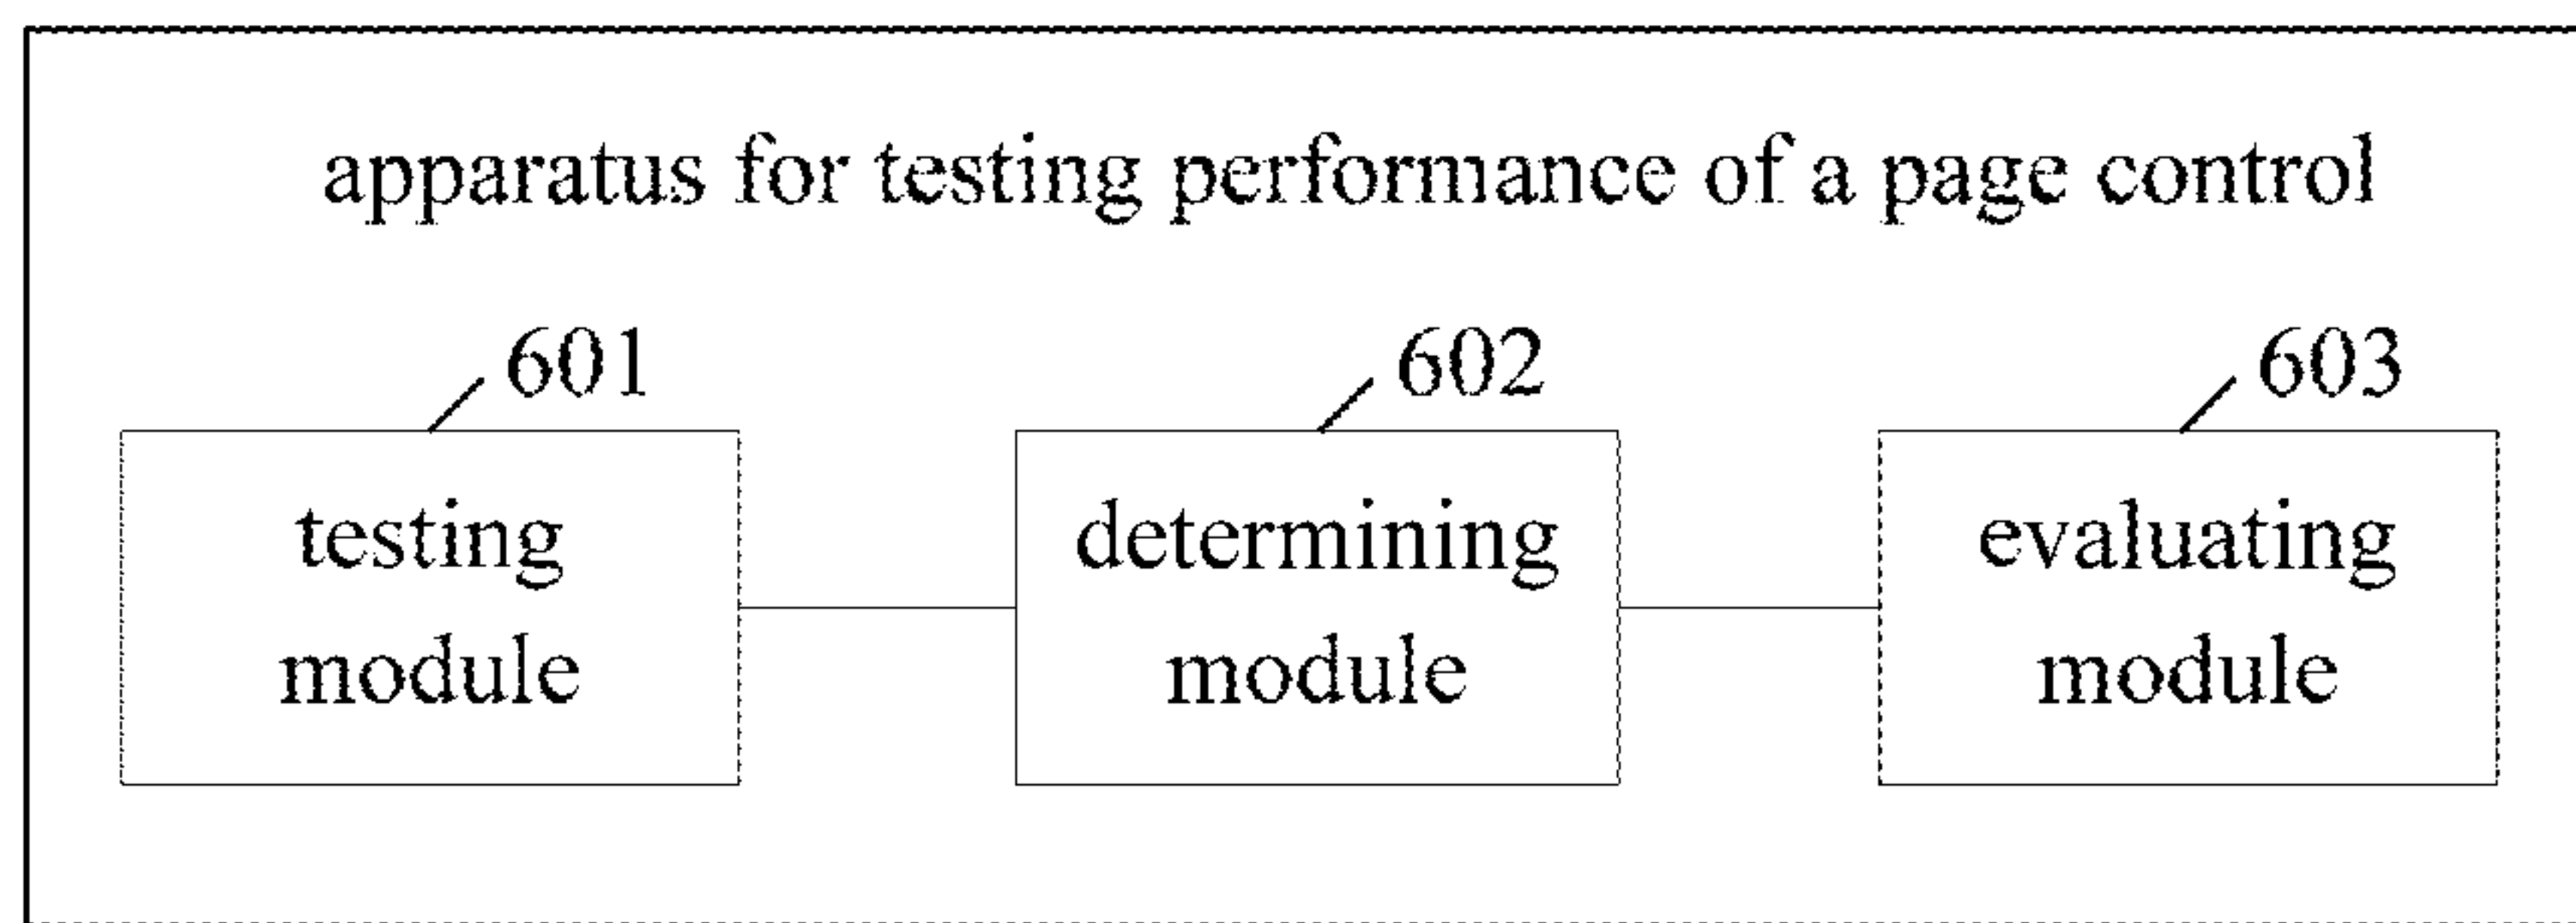 apparatus for testing performance of a page control
601
602
603
testing
module
determining
module
evaluating
module